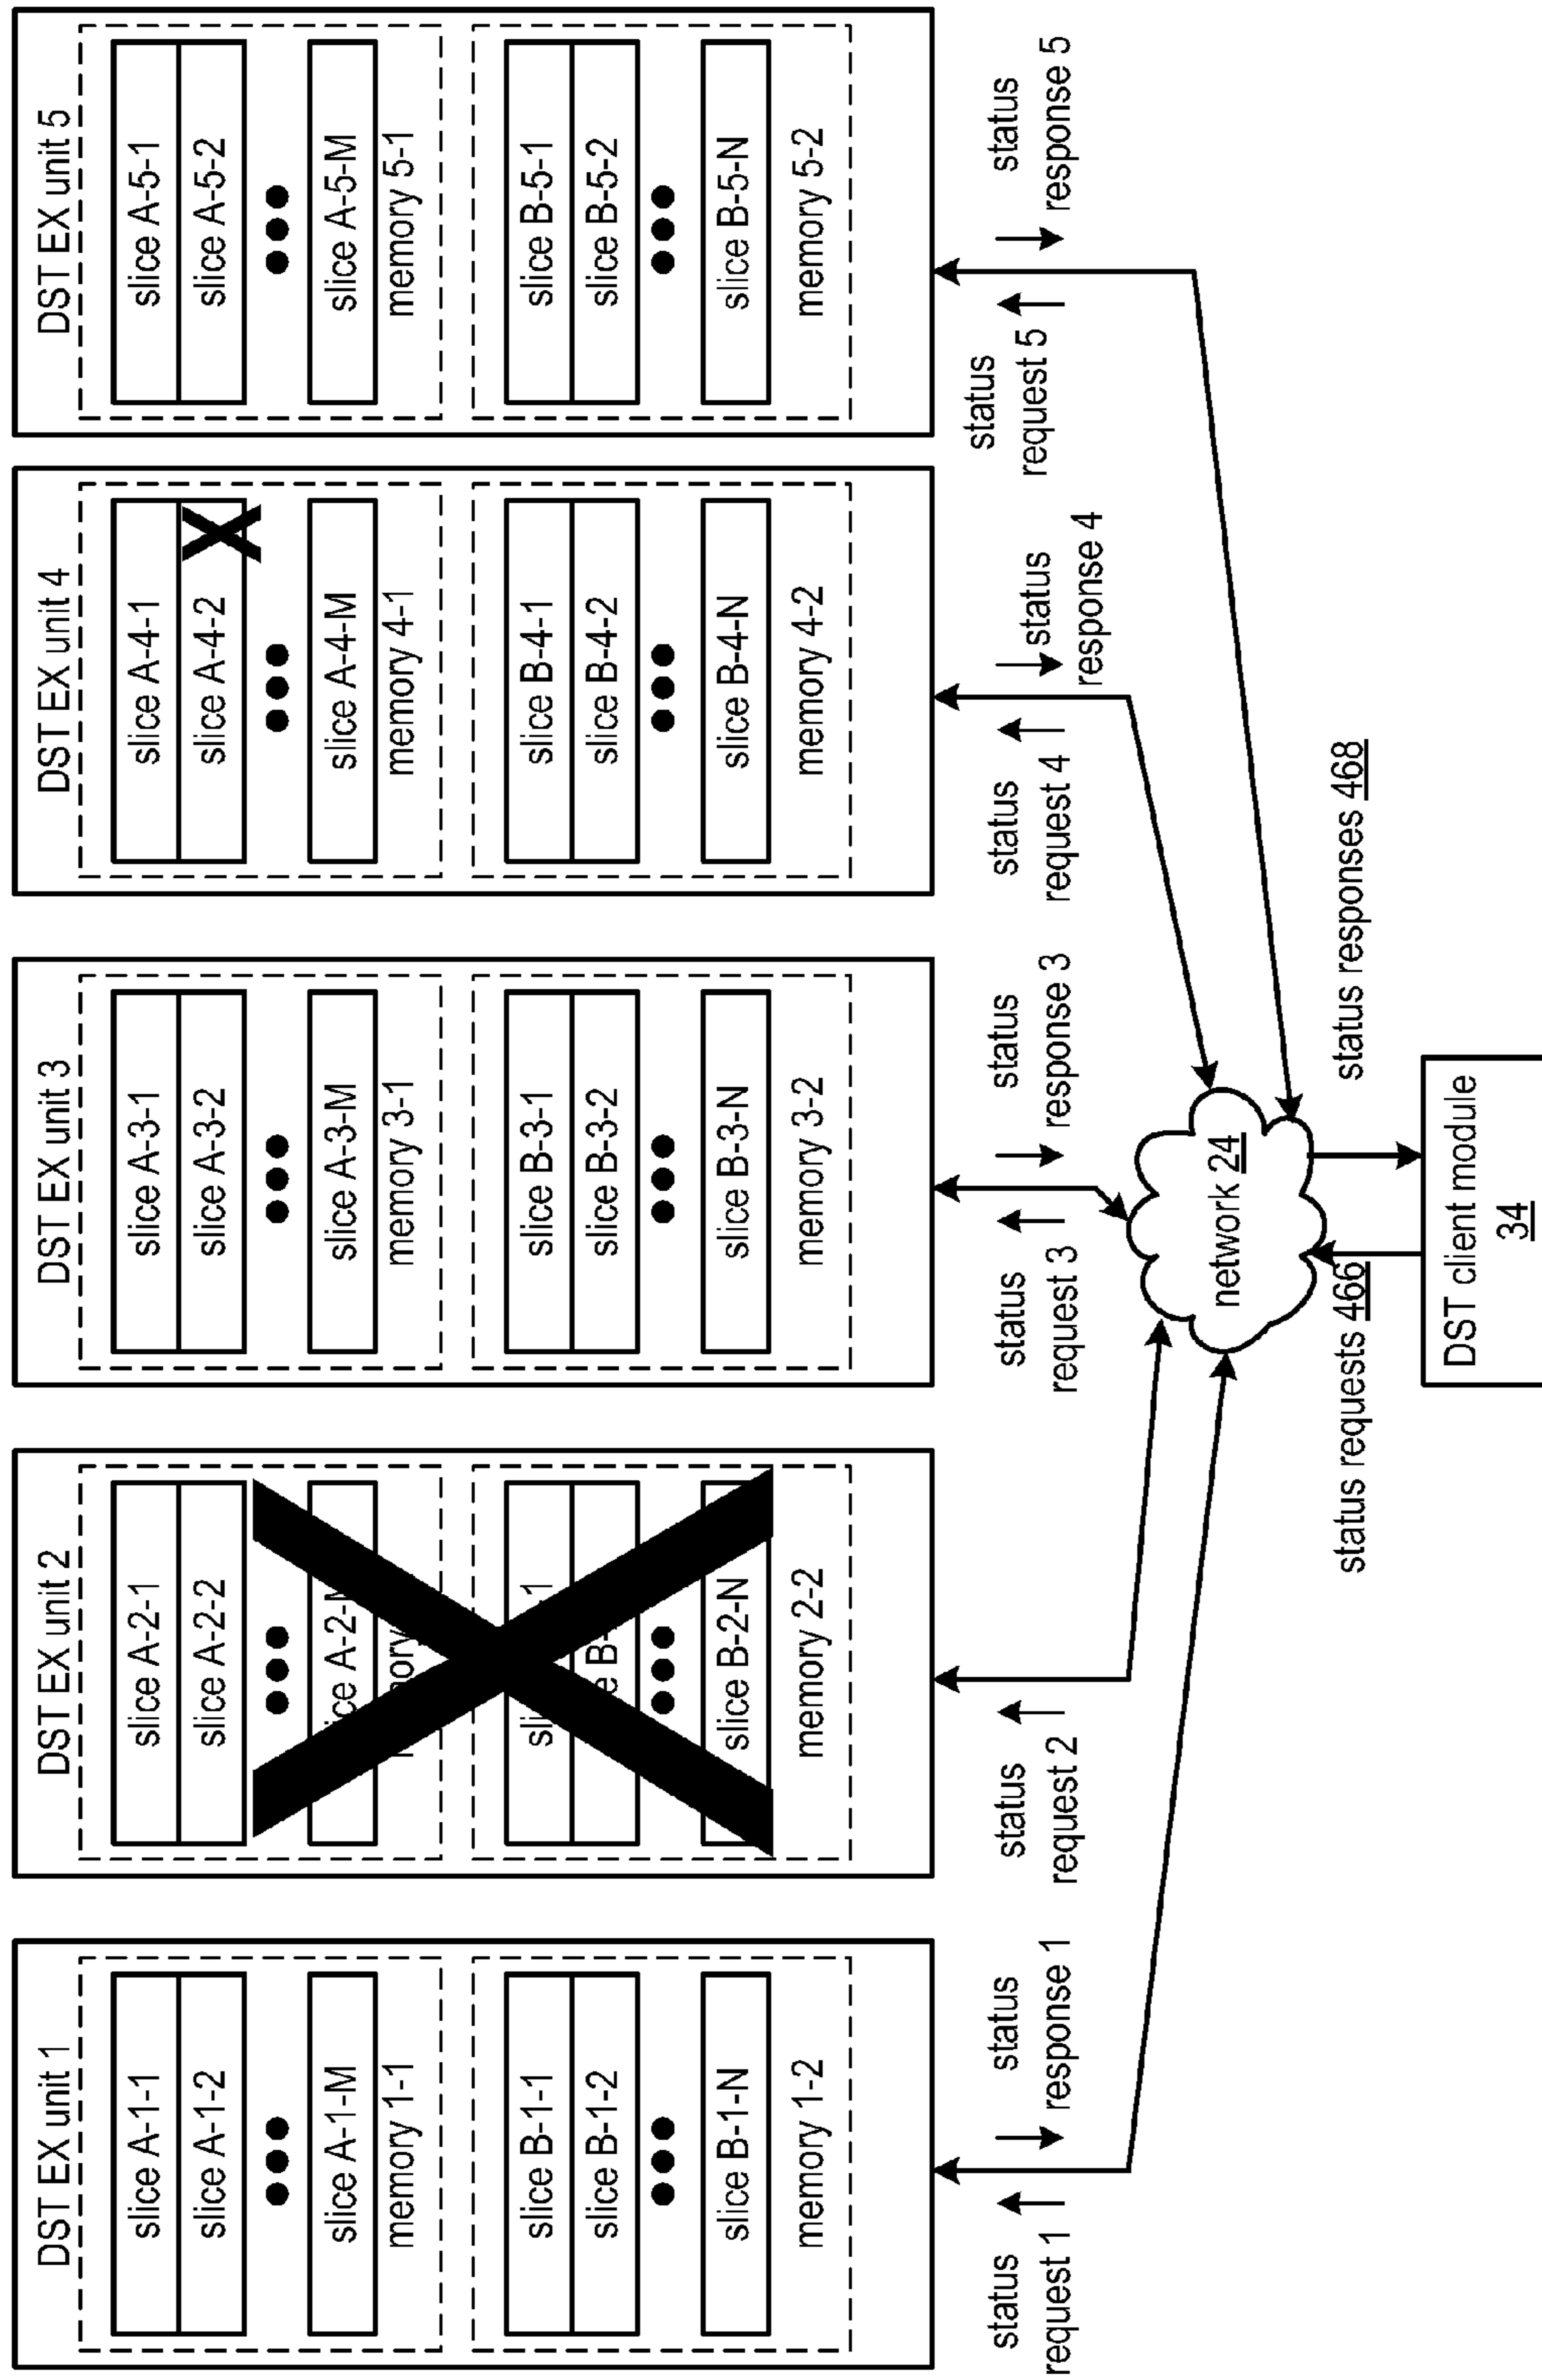 DST EX unit 1
slice A-1-1
slice A-1-2
slice A-1-M
memory 1-1
slice B-1-1
slice B-1-2
slice B-1-N
memory 1-2
DST EX unit 2
slice A-2-1
slice A-2-2
slice B-2-N
memory 2-2
DST EX unit 3
slice A-3-1
slice A-3-2
slice A-3-M
memory 3-1
slice B-3-1
slice B-3-2
slice B-3-N
memory 3-2
DST EX unit 4
slice A-4-1
slice A-4-2
slice A-4-M
memory 4-1
slice B-4-1
slice B-4-2
slice B-4-N
memory 4-2
DST EX unit 5
slice A-5-1
slice A-5-2
slice A-5-M
memory 5-1
slice B-5-1
slice B-5-2
slice B-5-N
memory 5-2
status
request 1
status
response 1
status
request 2
status
request 3
status
response 3
status
request 4
status
response 4
status
request 5
status
response 5
network 24
status requests 466
status responses 468
DST client module
34